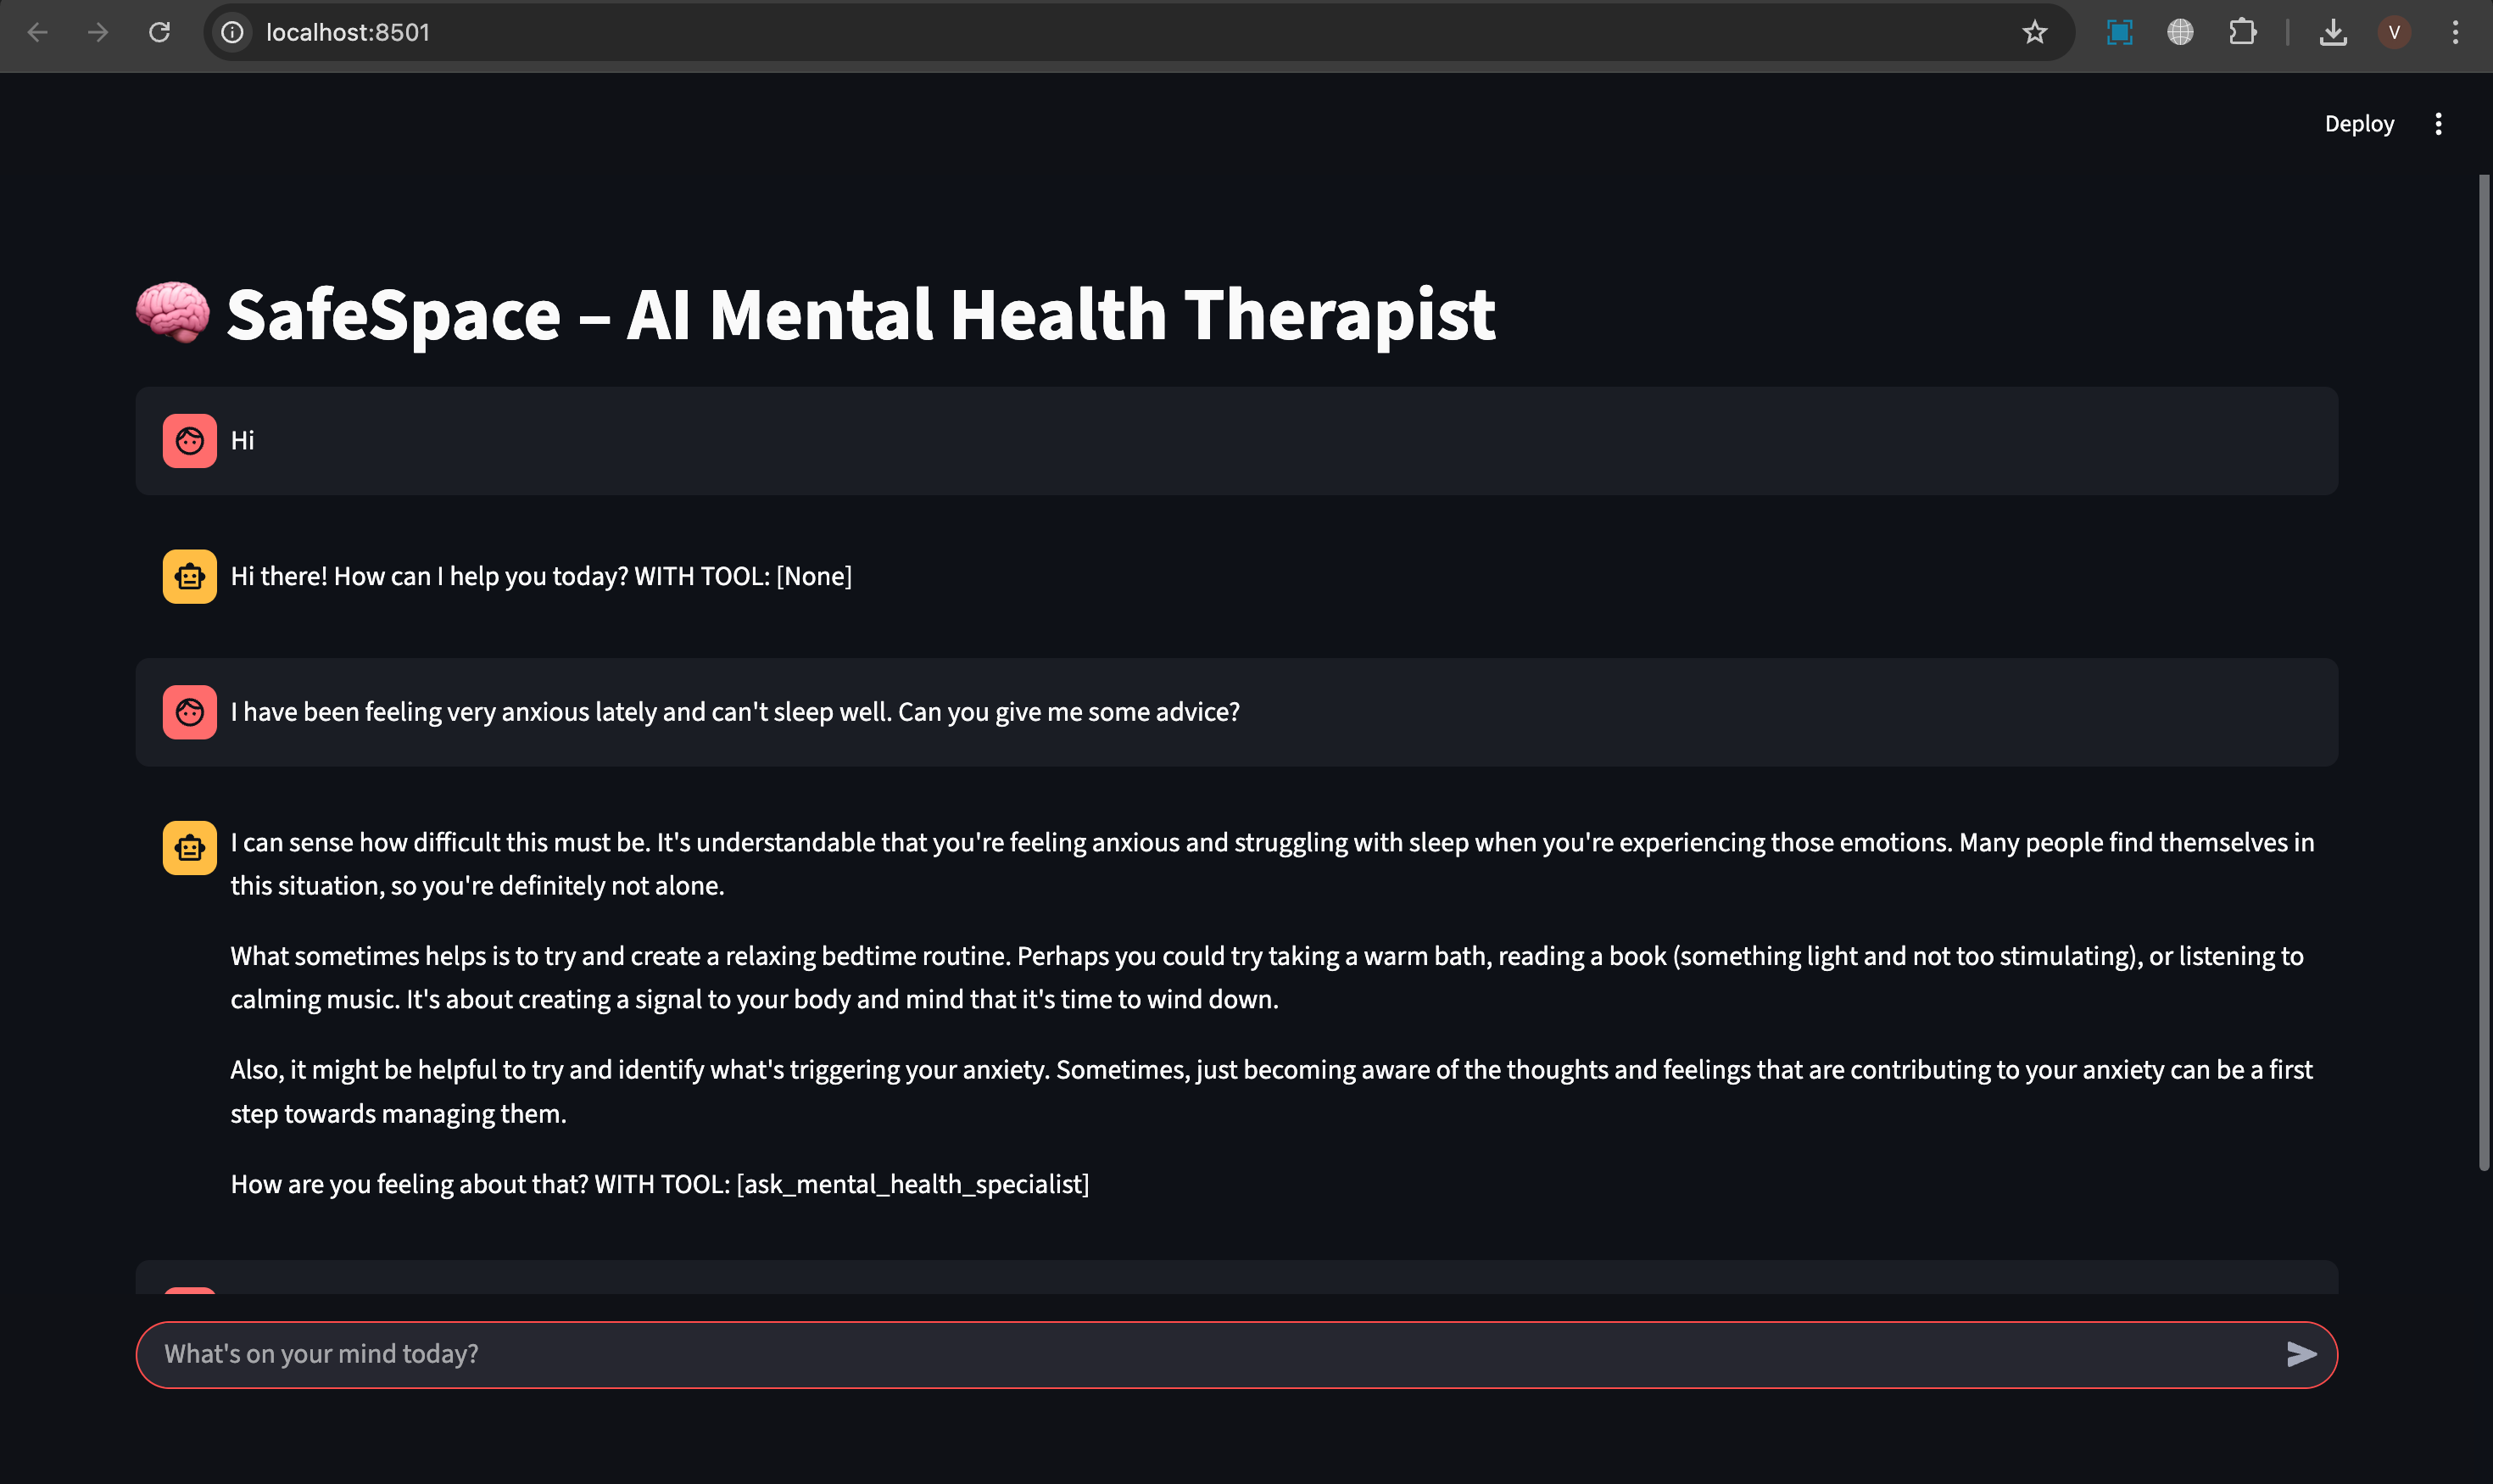 localhost:8501
V
Deploy
SafeSpace – AI Mental Health Therapist
Hi
Hi there! How can I help you today? WITH TOOL: [None]
I have been feeling very anxious lately and can't sleep well. Can you give me some advice?
I can sense how difficult this must be. It's understandable that you're feeling anxious and struggling with sleep when you're experiencing those emotions. Many people find themselves in
this situation, so you're definitely not alone.
What sometimes helps is to try and create a relaxing bedtime routine. Perhaps you could try taking a warm bath, reading a book (something light and not too stimulating), or listening to
calming music. It's about creating a signal to your body and mind that it's time to wind down.
Also, it might be helpful to try and identify what's triggering your anxiety. Sometimes, just becoming aware of the thoughts and feelings that are contributing to your anxiety can be a first
step towards managing them.
How are you feeling about that? WITH TOOL: [ask_mental_health_specialist]
What's on your mind today?